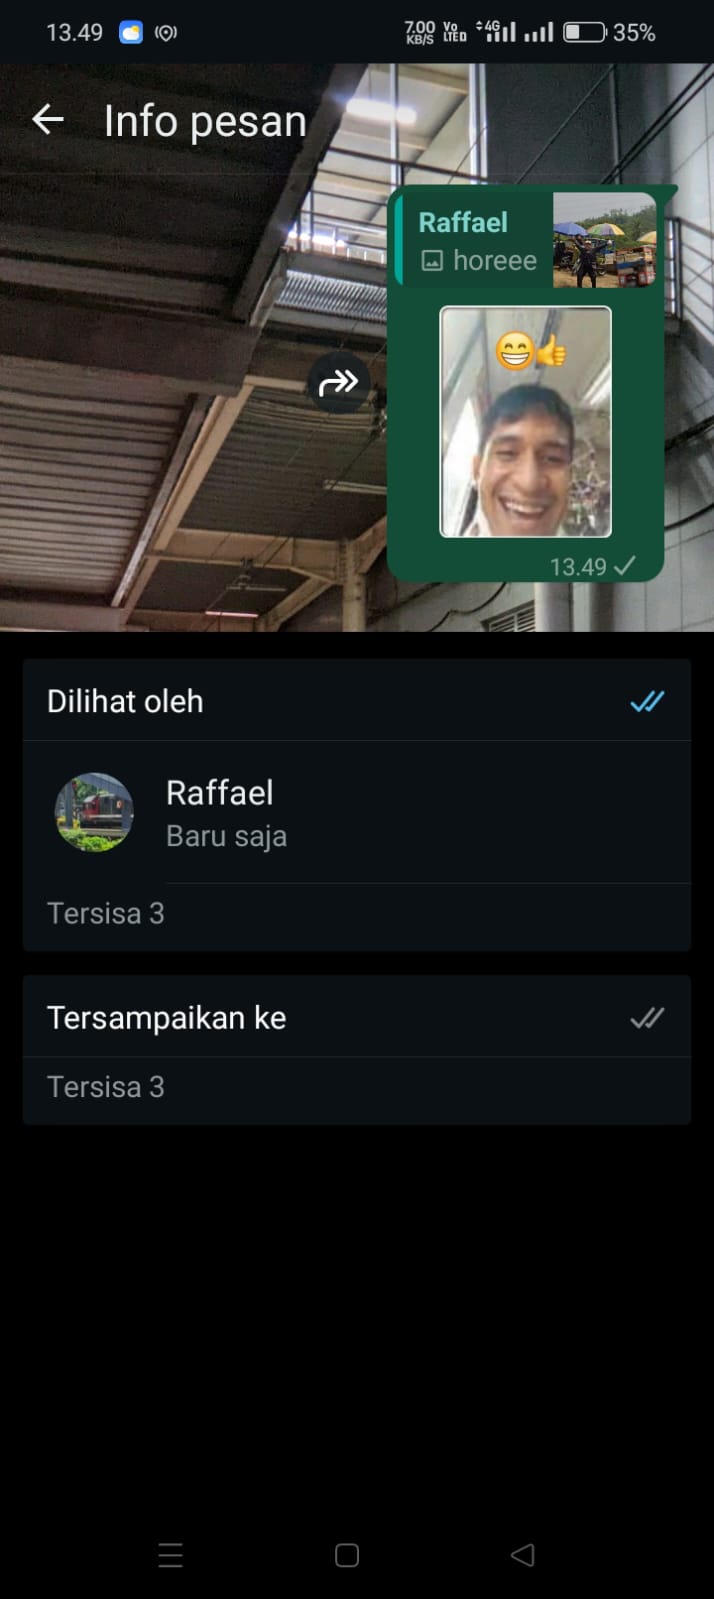 13.49
7.00 KB/S
Vo LTED
4G
35%
Info pesan
Raffael
horeee
😁👍
13.49
Dilihat oleh
Raffael
Baru saja
Tersisa 3
Tersampaikan ke
Tersisa 3